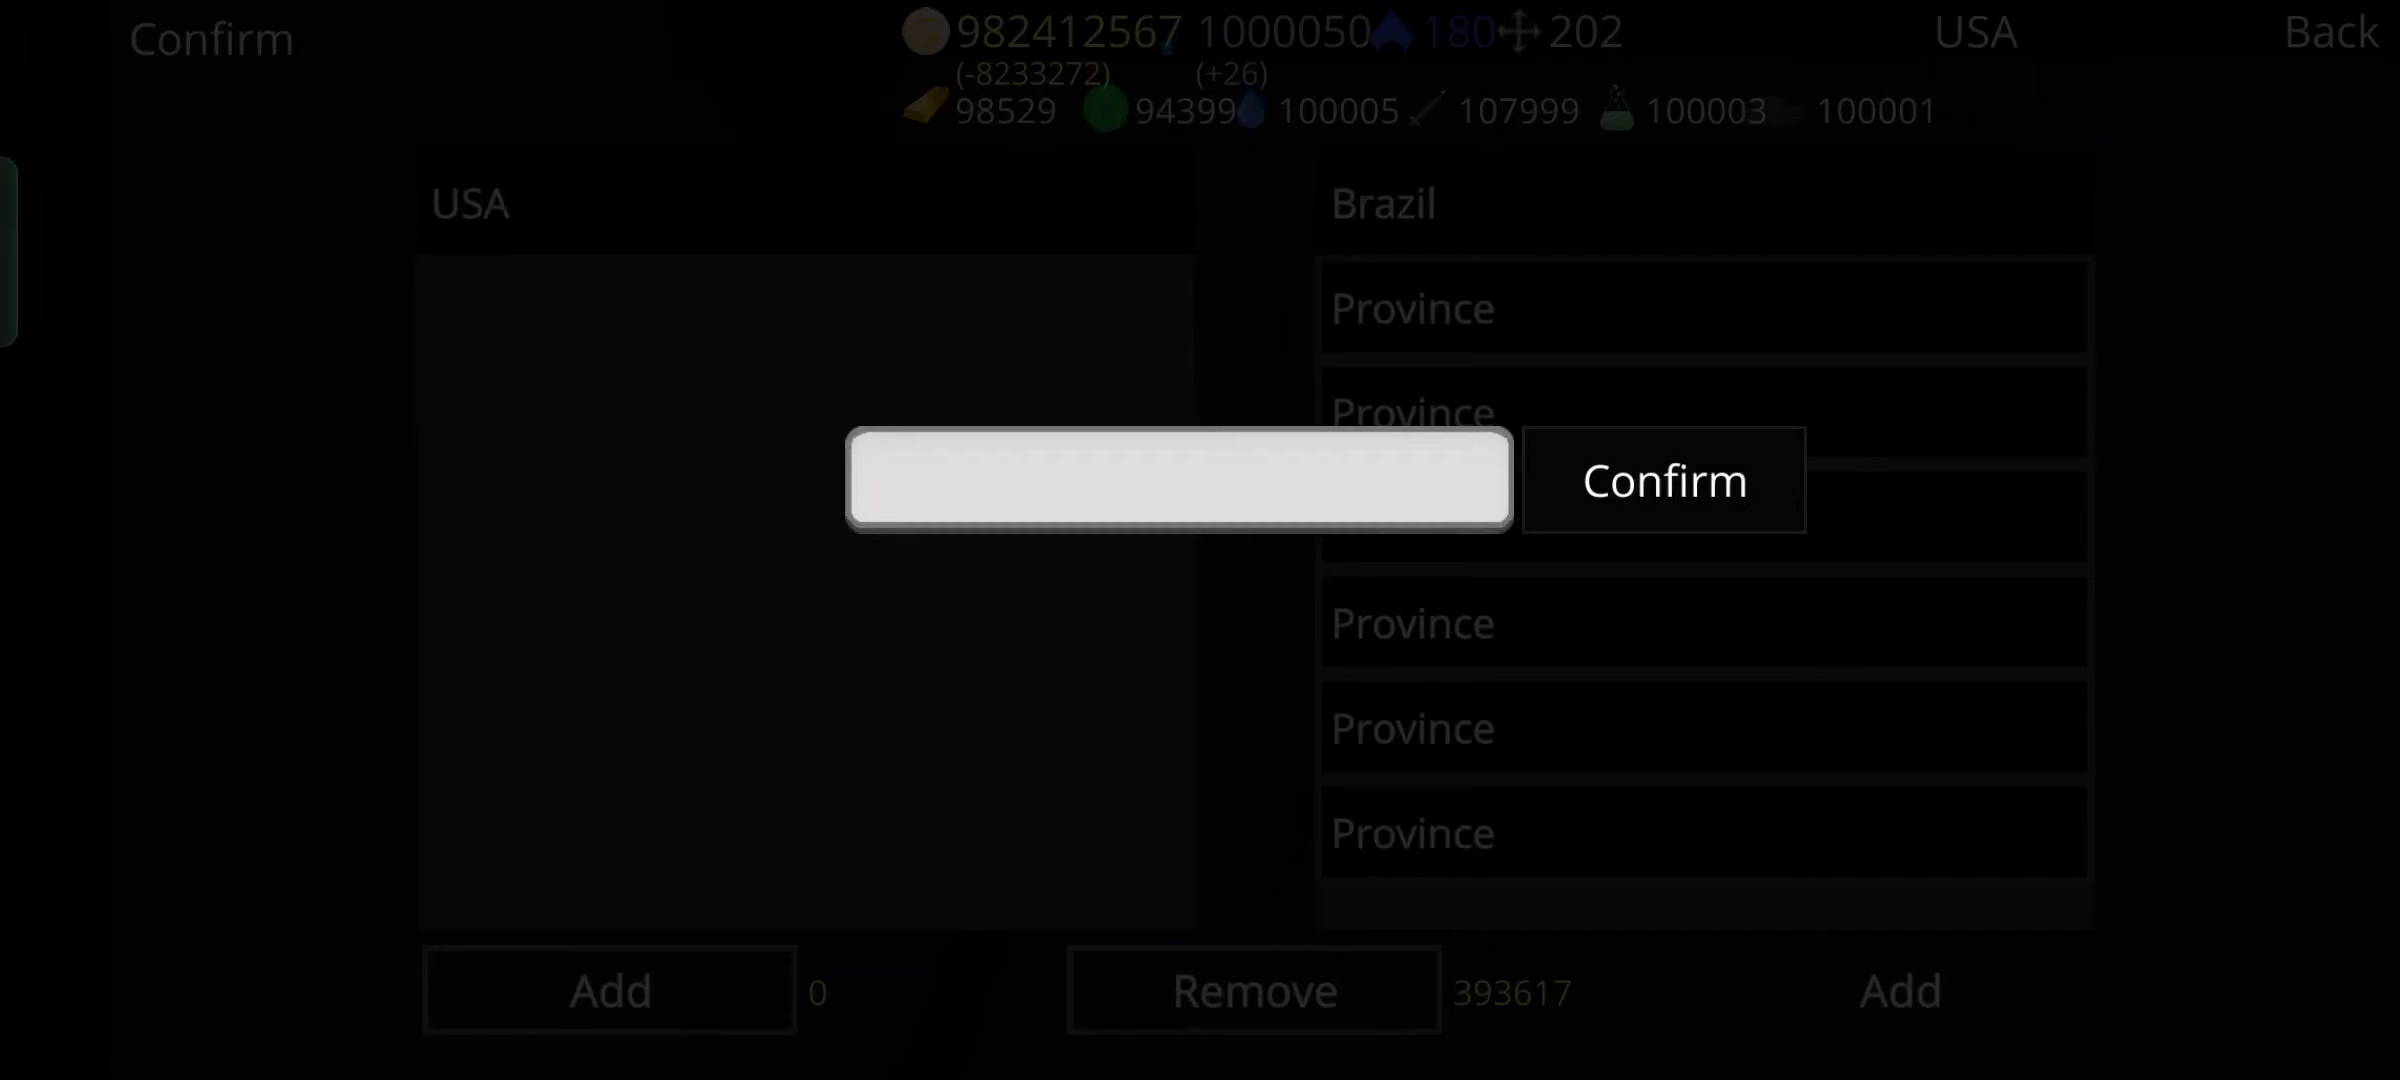 Confirm 982412567 1000050 180 202 USA Back
(-8233272) (+26)
98529 94399 100005 107999 100003 100001
USA Brazil
Province
Province
Confirm
Province
Province
Province
Add 0 Remove 393617 Add